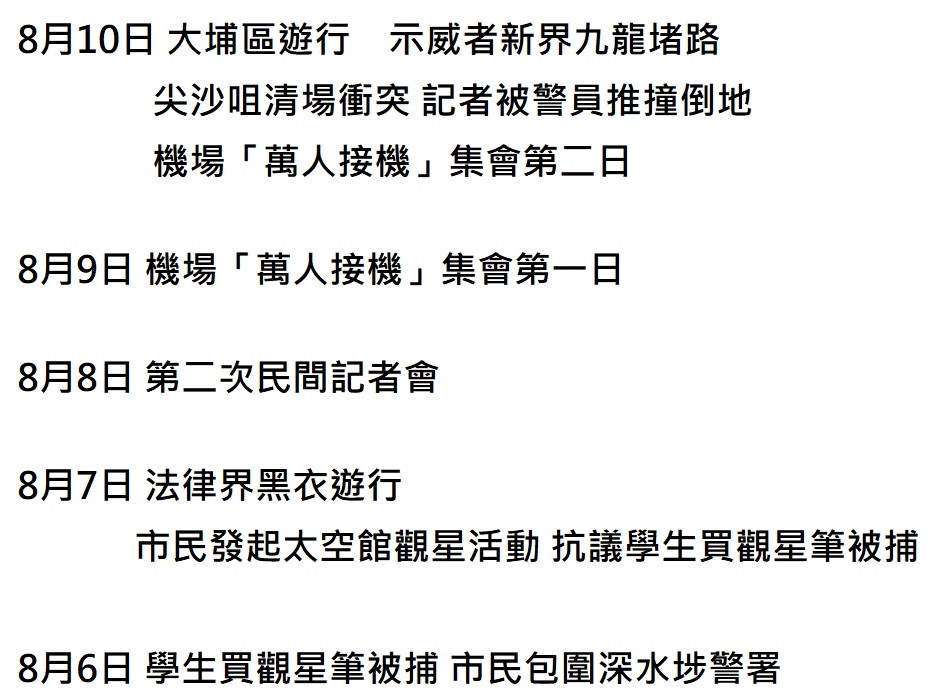 8月10日 大埔區遊行　示威者新界九龍堵路
尖沙咀清場衝突 記者被警員推撞倒地
機場「萬人接機」集會第二日
8月9日 機場「萬人接機」集會第一日
8月8日 第二次民間記者會
8月7日 法律界黑衣遊行
市民發起太空館觀星活動 抗議學生買觀星筆被捕
8月6日 學生買觀星筆被捕 市民包圍深水埗警署